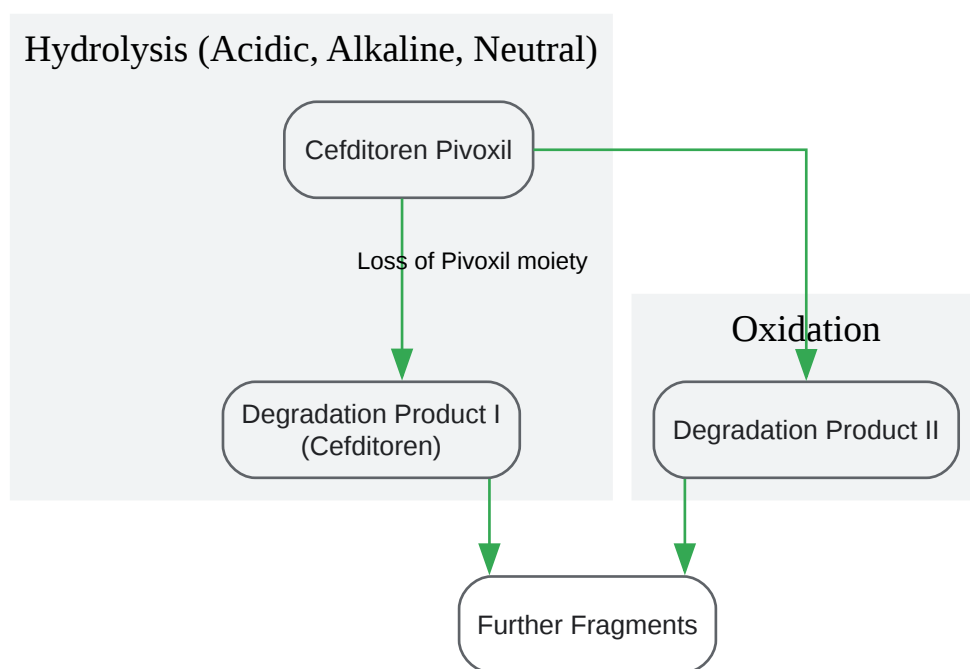 Hydrolysis (Acidic, Alkaline, Neutral)
Cefditoren Pivoxil
Loss of Pivoxil moiety
Oxidation
Degradation Product I
(Cefditoren)
Degradation Product II
Further Fragments